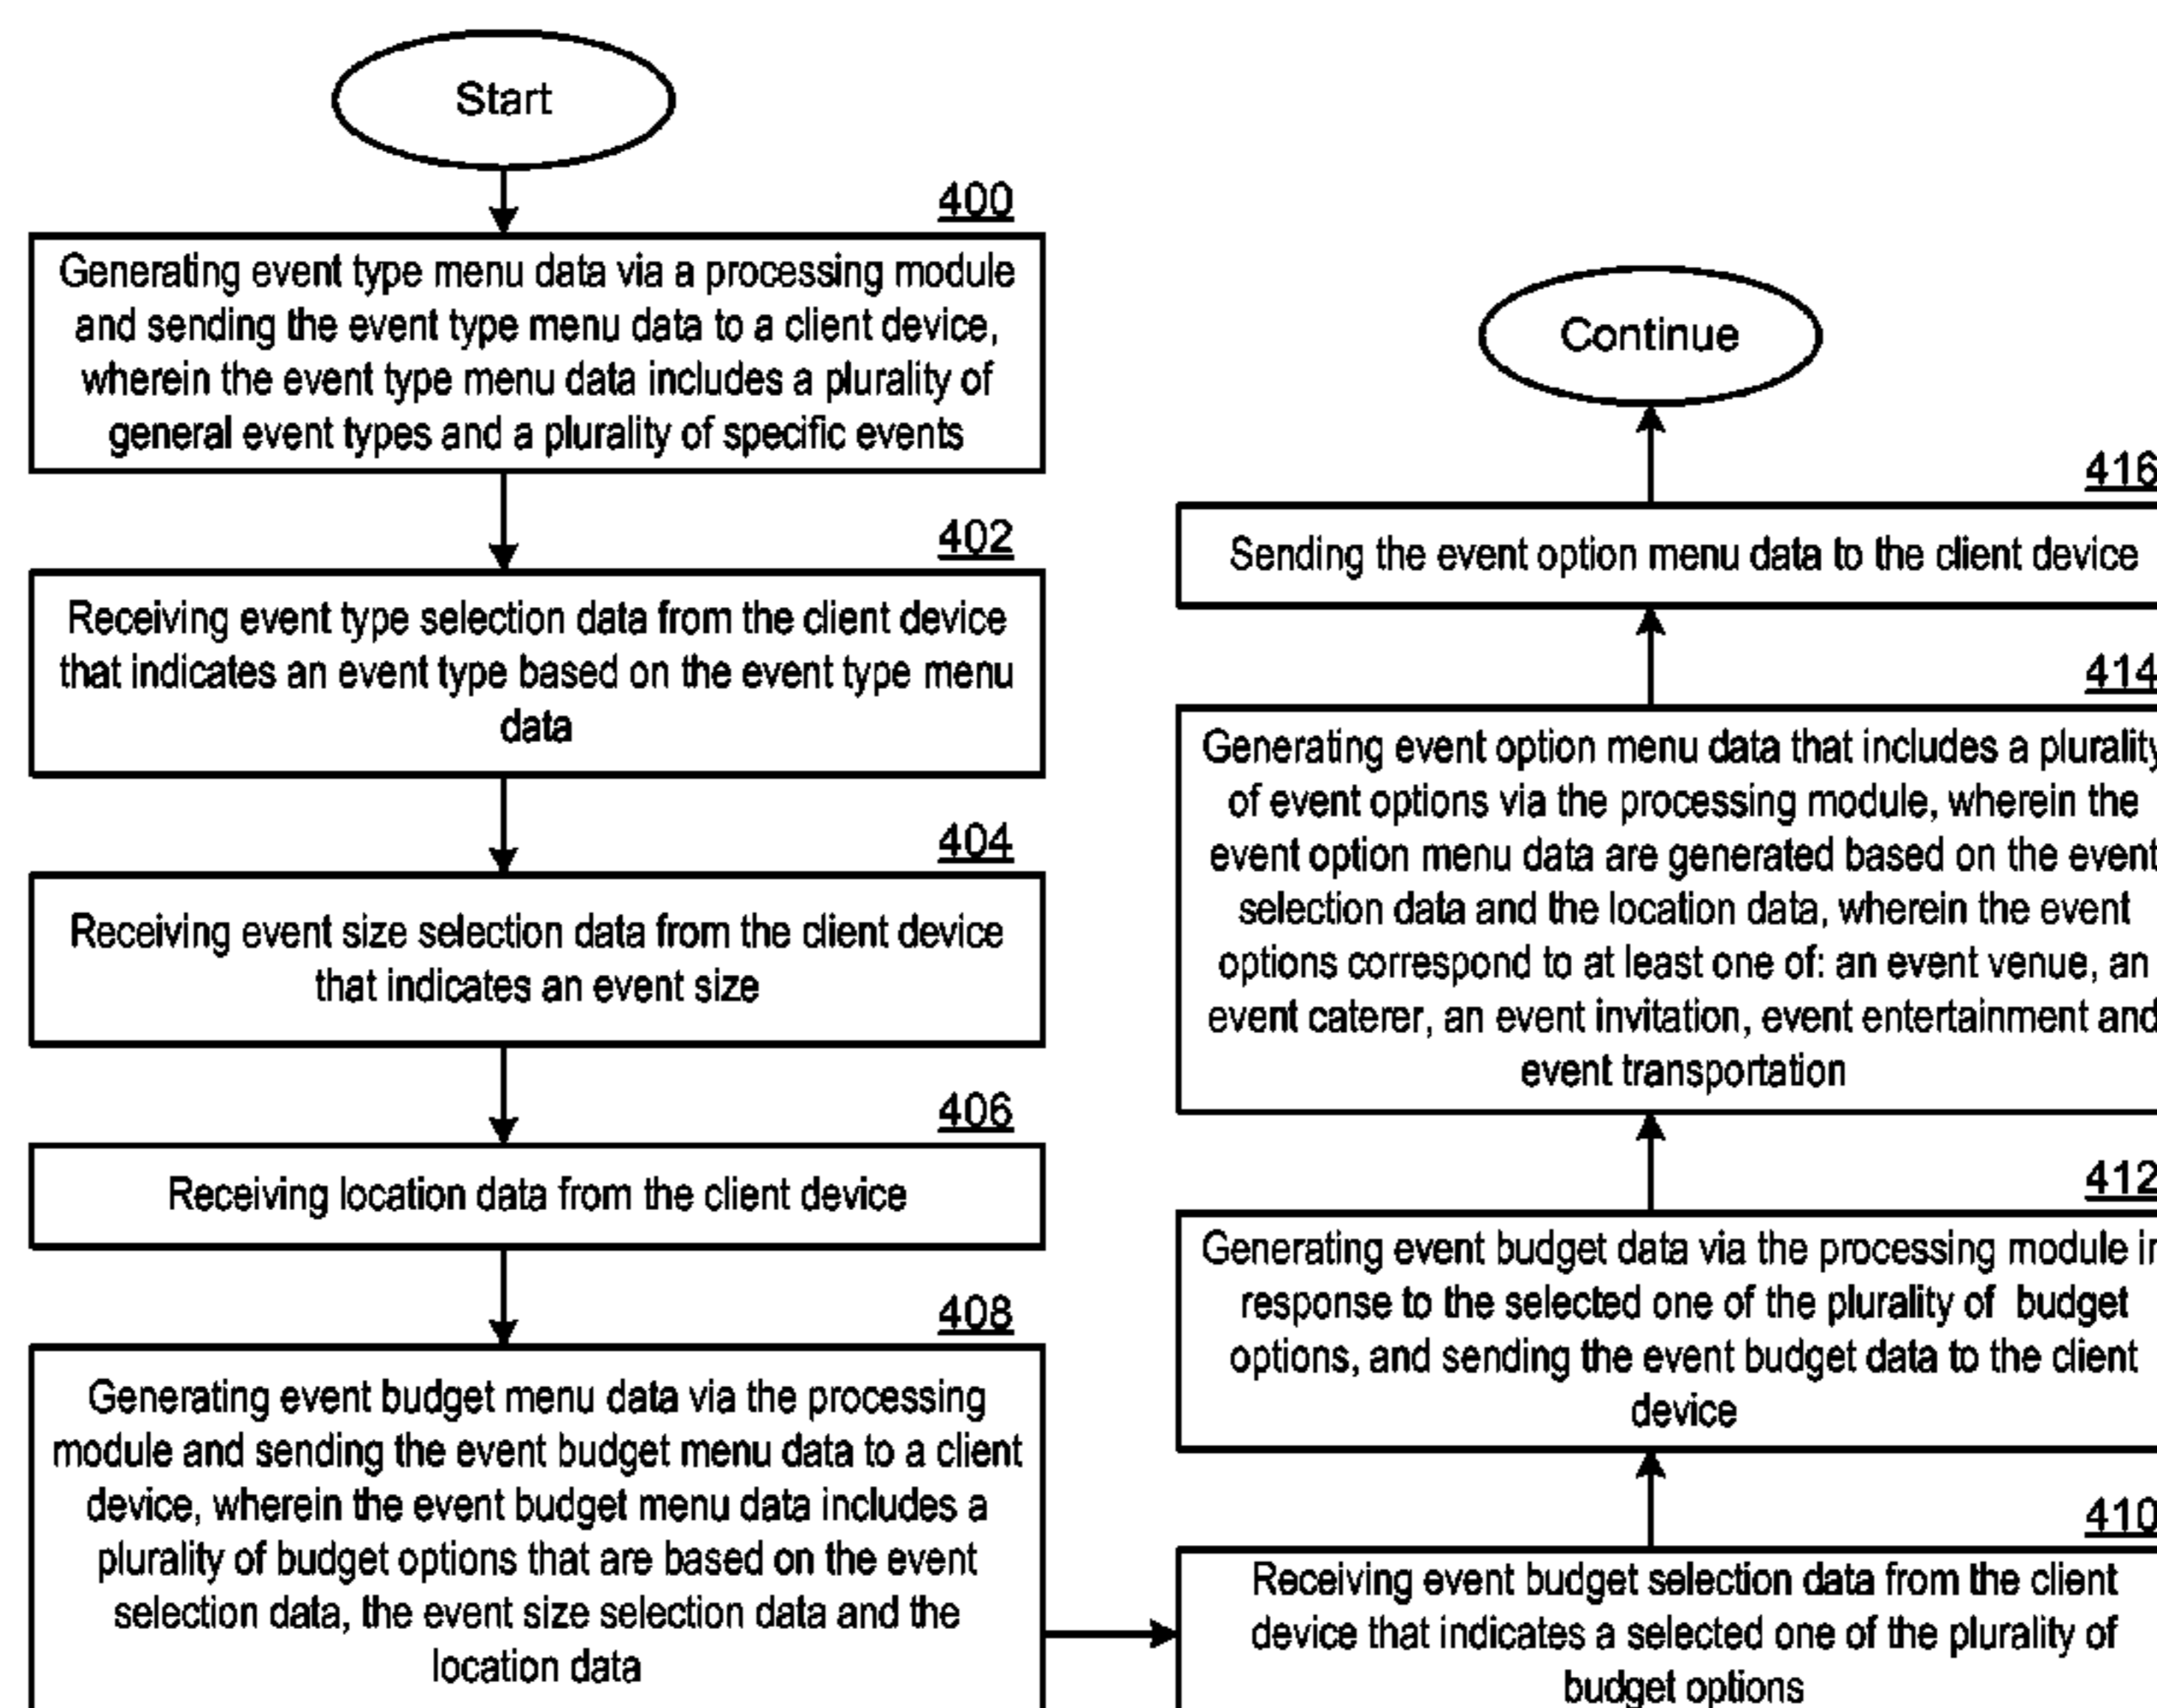 Start
400
Generating event type menu data via a processing module
and sending the event type menu data to a client device,
wherein the event type menu data includes a plurality of
general event types and a plurality of specific events
402
Receiving event type selection data from the client device
that indicates an event type based on the event type menu
data
404
Receiving event size selection data from the client device
that indicates an event size
406
Receiving location data from the client device
408
Generating event budget menu data via the processing
module and sending the event budget menu data to a client
device, wherein the event budget menu data includes a
plurality of budget options that are based on the event
selection data, the event size selection data and the
location data
Continue
416
Sending the event option menu data to the client device
414
Generating event option menu data that includes a plurality
of event options via the processing module, wherein the
event option menu data are generated based on the event
selection data and the location data, wherein the event
options correspond to at least one of: an event venue, an
event caterer, an event invitation, event entertainment and
event transportation
412
Generating event budget data via the processing module in
response to the selected one of the plurality of budget
options, and sending the event budget data to the client
device
410
Receiving event budget selection data from the client
device that indicates a selected one of the plurality of
budget options